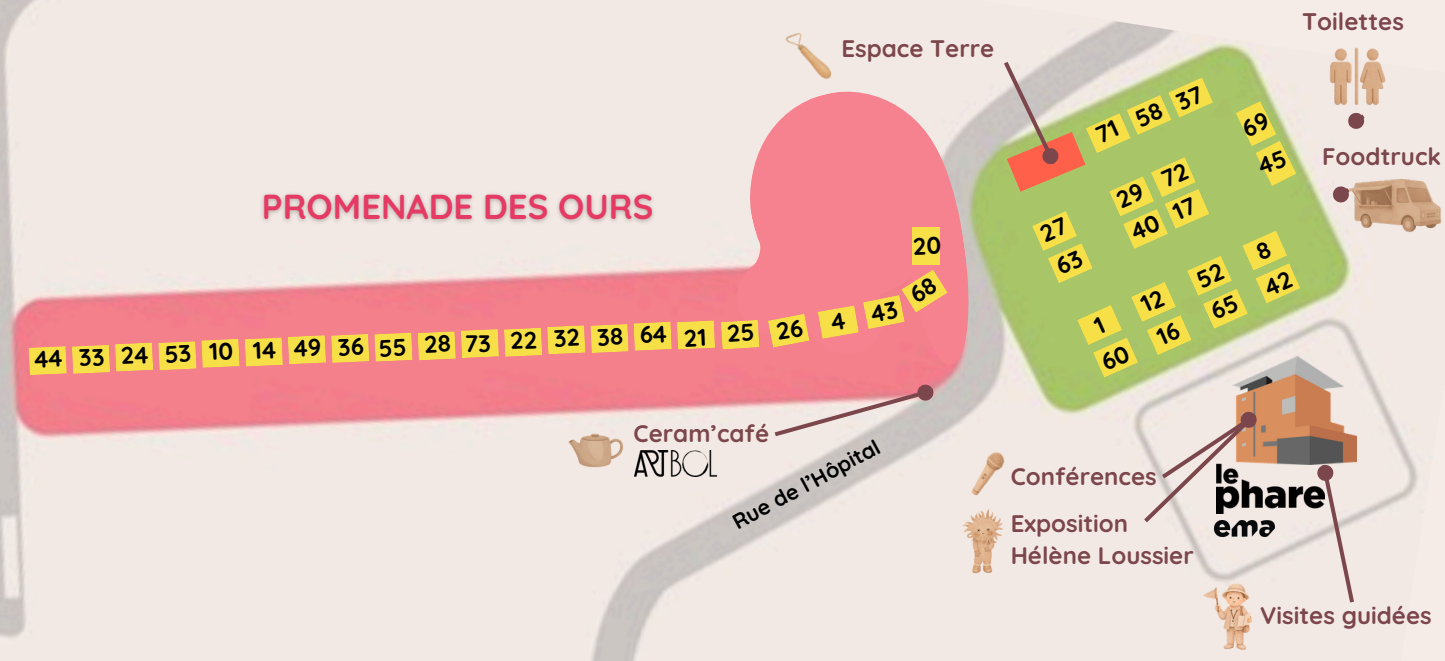 Toilettes
Espace Terre
Foodtruck
PROMENADE DES OURS
44 33 24 53 10 14 49 36 55 28 73 22 32 38 64 21 25 26 4 43 68 20
71 58 37
69
45
29 72
40 17
27
63
1 12 52 8
60 16 65 42
Ceram'café
ARTBOL
Rue de l'Hôpital
Conférences
Exposition
Hélène Loussier
le
phare
ema
Visites guidées